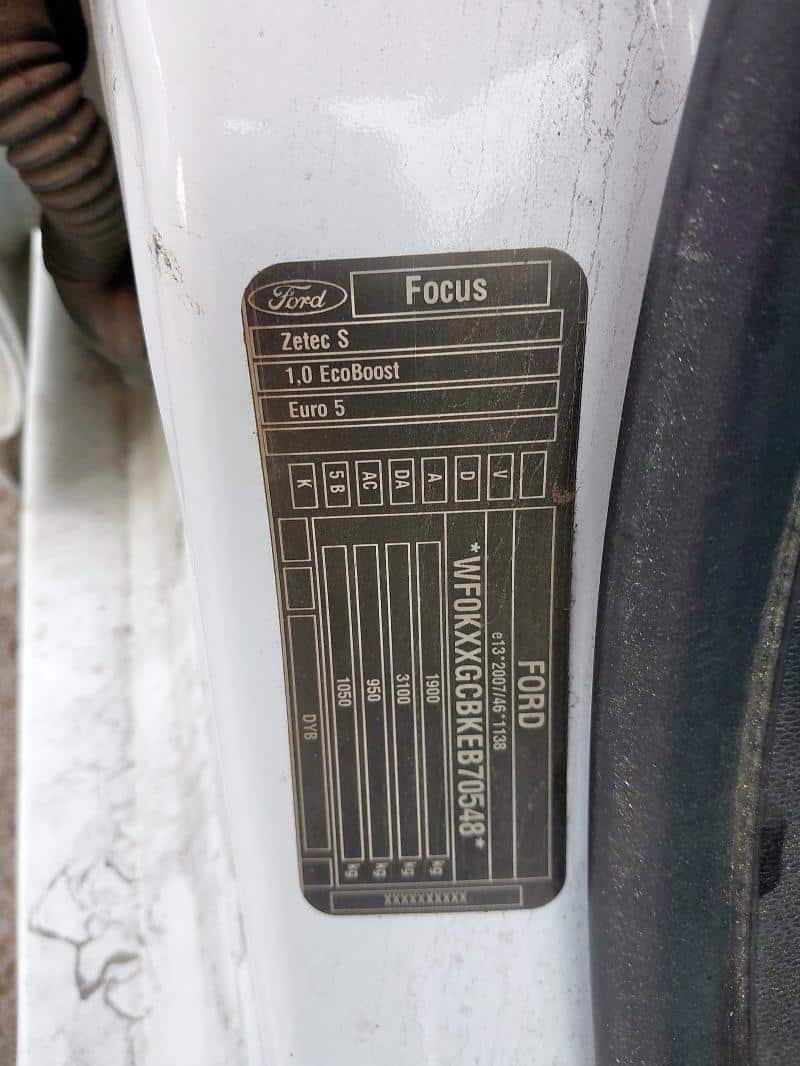 Ford
Focus
Zetec S
1,0 EcoBoost
Euro 5
K
5 B
AC
DA
A
D
V
FORD
e13*2007/46*1138
*WF0KXXGCBKEB70548*
1900 kg
3100 kg
950 kg
1050 kg
DYB
XXXXXXXXXX